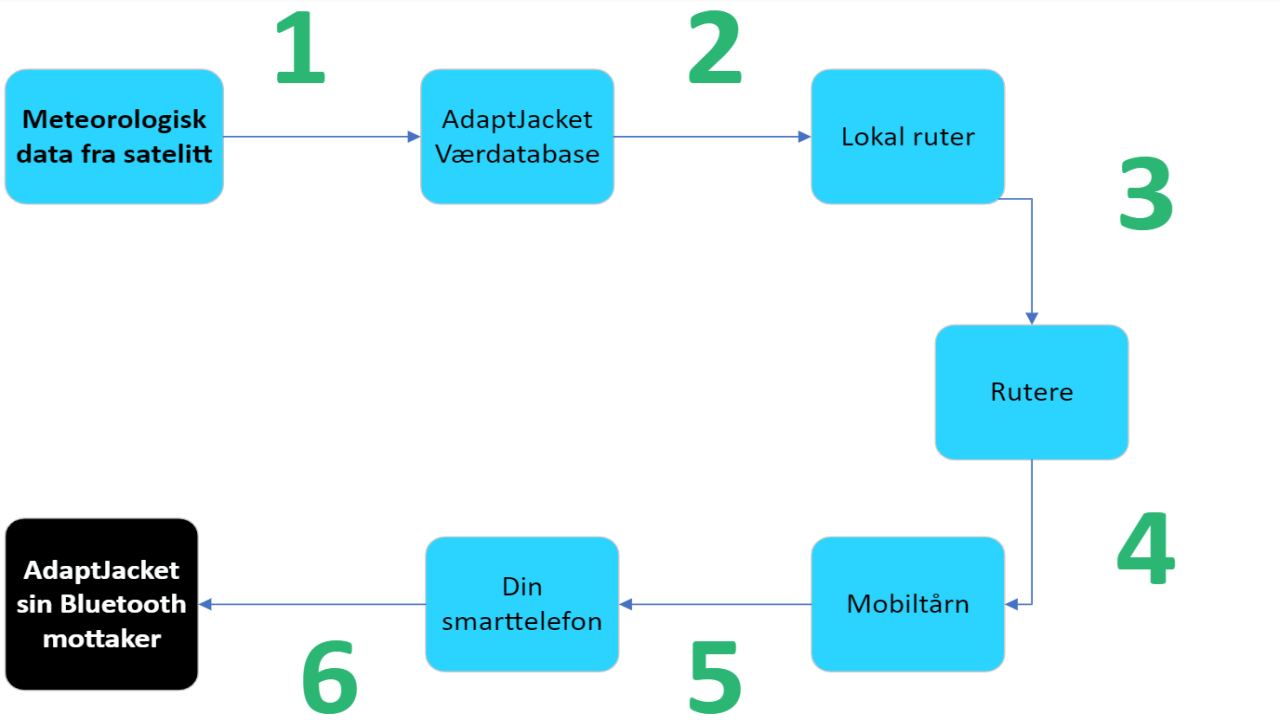 1
2
Meteorologisk
data fra satelitt
AdaptJacket
Værdatabase
Lokal ruter
3
Rutere
4
Mobiltårn
Din
smarttelefon
AdaptJacket
sin Bluetooth
mottaker
5
6